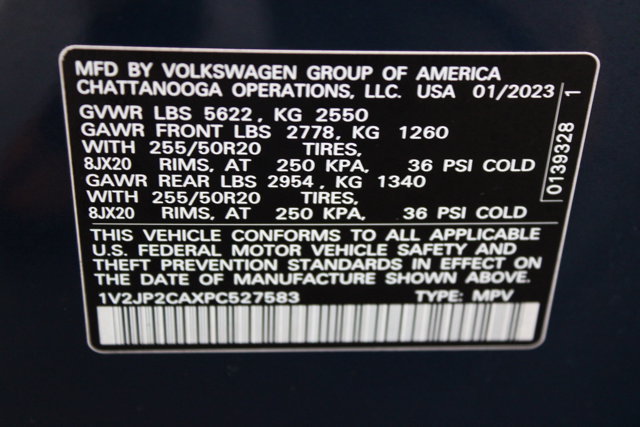 MFD BY VOLKSWAGEN GROUP OF AMERICA
CHATTANOOGA OPERATIONS, LLC. USA 01/2023
GVWR LBS 5622, KG 2550
GAWR FRONT LBS 2778, KG 1260
WITH 255/50R20 TIRES,
8JX20 RIMS, AT 250 KPA, 36 PSI COLD
GAWR REAR LBS 2954, KG 1340
WITH 255/50R20 TIRES,
8JX20 RIMS, AT 250 KPA, 36 PSI COLD
THIS VEHICLE CONFORMS TO ALL APPLICABLE
U.S. FEDERAL MOTOR VEHICLE SAFETY AND
THEFT PREVENTION STANDARDS IN EFFECT ON
THE DATE OF MANUFACTURE SHOWN ABOVE.
1V2JP2CAXPC527583 TYPE: MPV
0139328 1